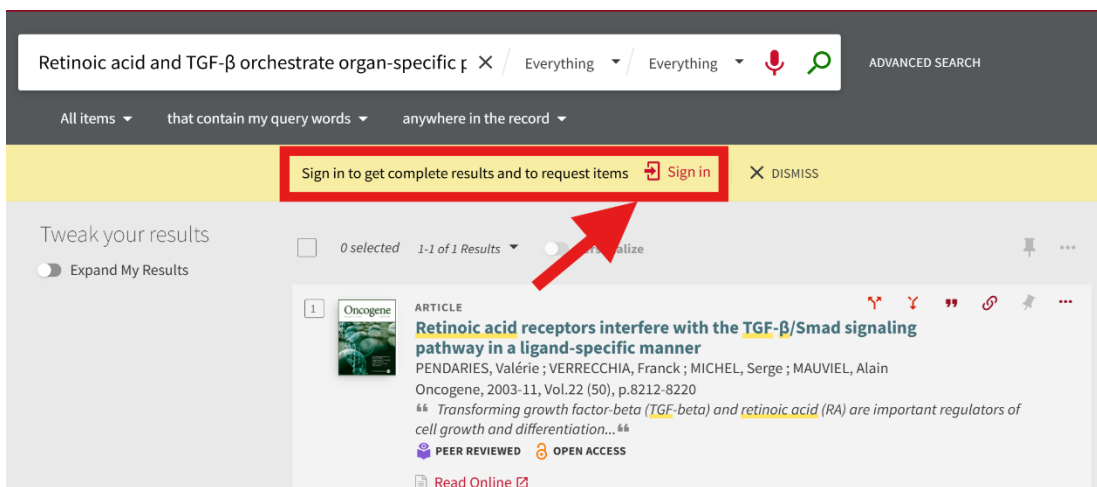 Retinoic acid and TGF-β orchestrate organ-specific Everything Everything ADVANCED SEARCH
All items that contain my query words anywhere in the record
Sign in to get complete results and to request items Sign in DISMISS
Tweak your results
Expand My Results
0 selected 1-1 of 1 Results
1
Oncogene
ARTICLE
Retinoic acid receptors interfere with the TGF-β/Smad signaling
pathway in a ligand-specific manner
PENDARIES, Valérie ; VERRECCHIA, Franck ; MICHEL, Serge ; MAUVIEL, Alain
Oncogene, 2003-11, Vol.22 (50), p.8212-8220
“ Transforming growth factor-beta (TGF-beta) and retinoic acid (RA) are important regulators of
cell growth and differentiation... “
PEER REVIEWED OPEN ACCESS
Read Online